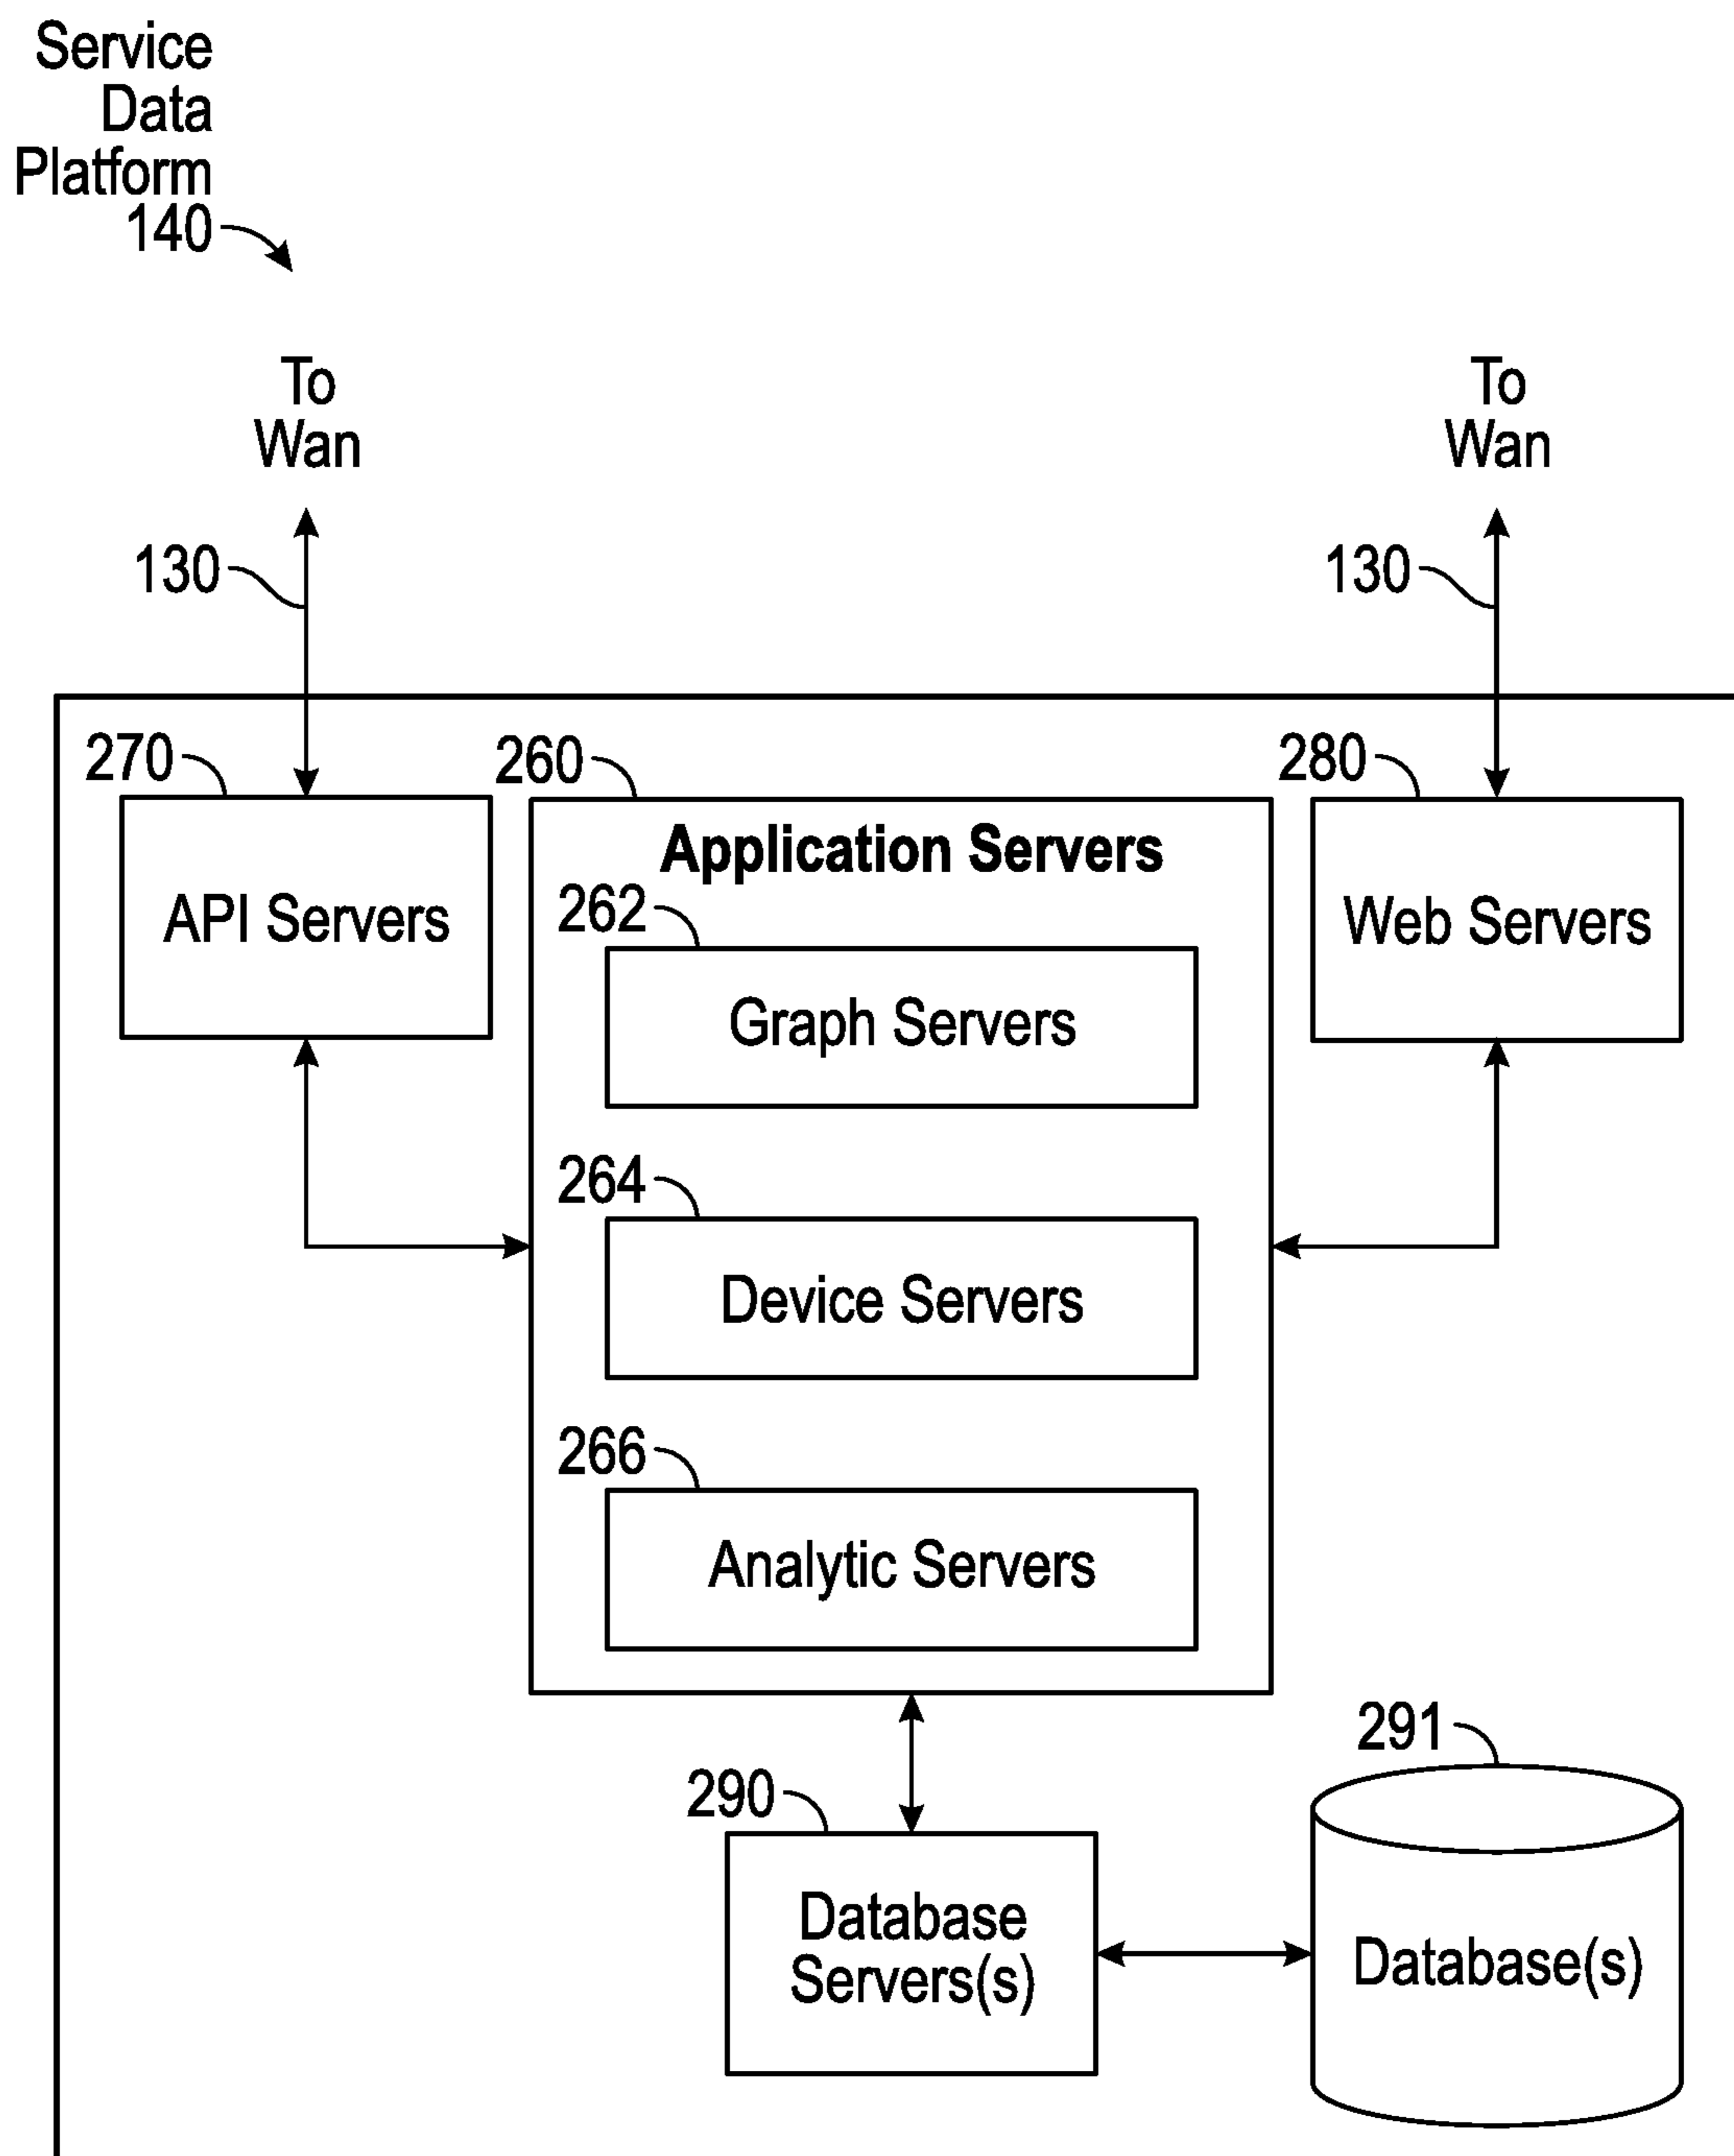 Service
Data
Platform
140
To
Wan
To
Wan
130
130
270
260
280
Application Servers
API Servers
262
Web Servers
Graph Servers
264
Device Servers
266
Analytic Servers
291
290
Database
Servers(s)
Database(s)